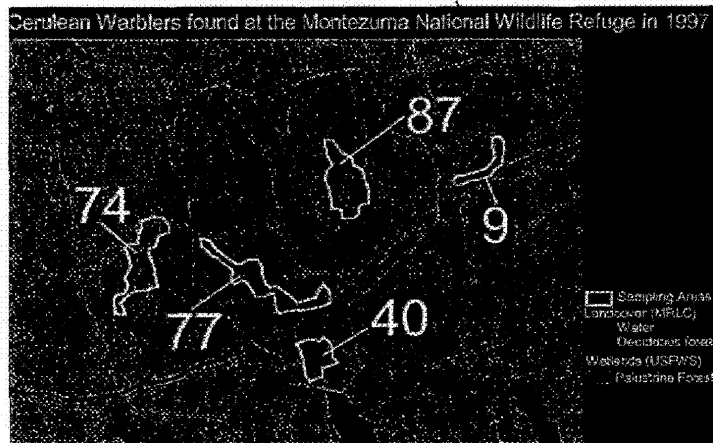 Cerulean Warblers found at the Montezuma National Wildlife Refuge in 1997
87
74
9
77
40
Sampling Areas
Landcover (MRLC)
Water
Deciduous forest
Wetlands (USFWS)
Palustrine Forest